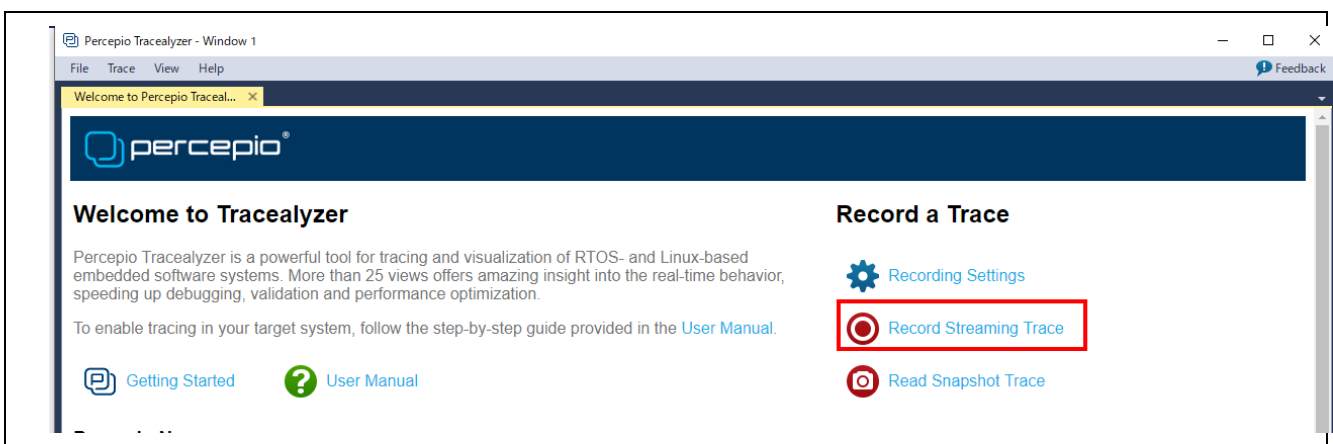 Percepio Tracealyzer - Window 1
File Trace View Help
Feedback
Welcome to Percepio Traceal...
percepio®
Welcome to Tracealyzer
Percepio Tracealyzer is a powerful tool for tracing and visualization of RTOS- and Linux-based
embedded software systems. More than 25 views offers amazing insight into the real-time behavior,
speeding up debugging, validation and performance optimization.
To enable tracing in your target system, follow the step-by-step guide provided in the User Manual.
Getting Started
User Manual
Record a Trace
Recording Settings
Record Streaming Trace
Read Snapshot Trace